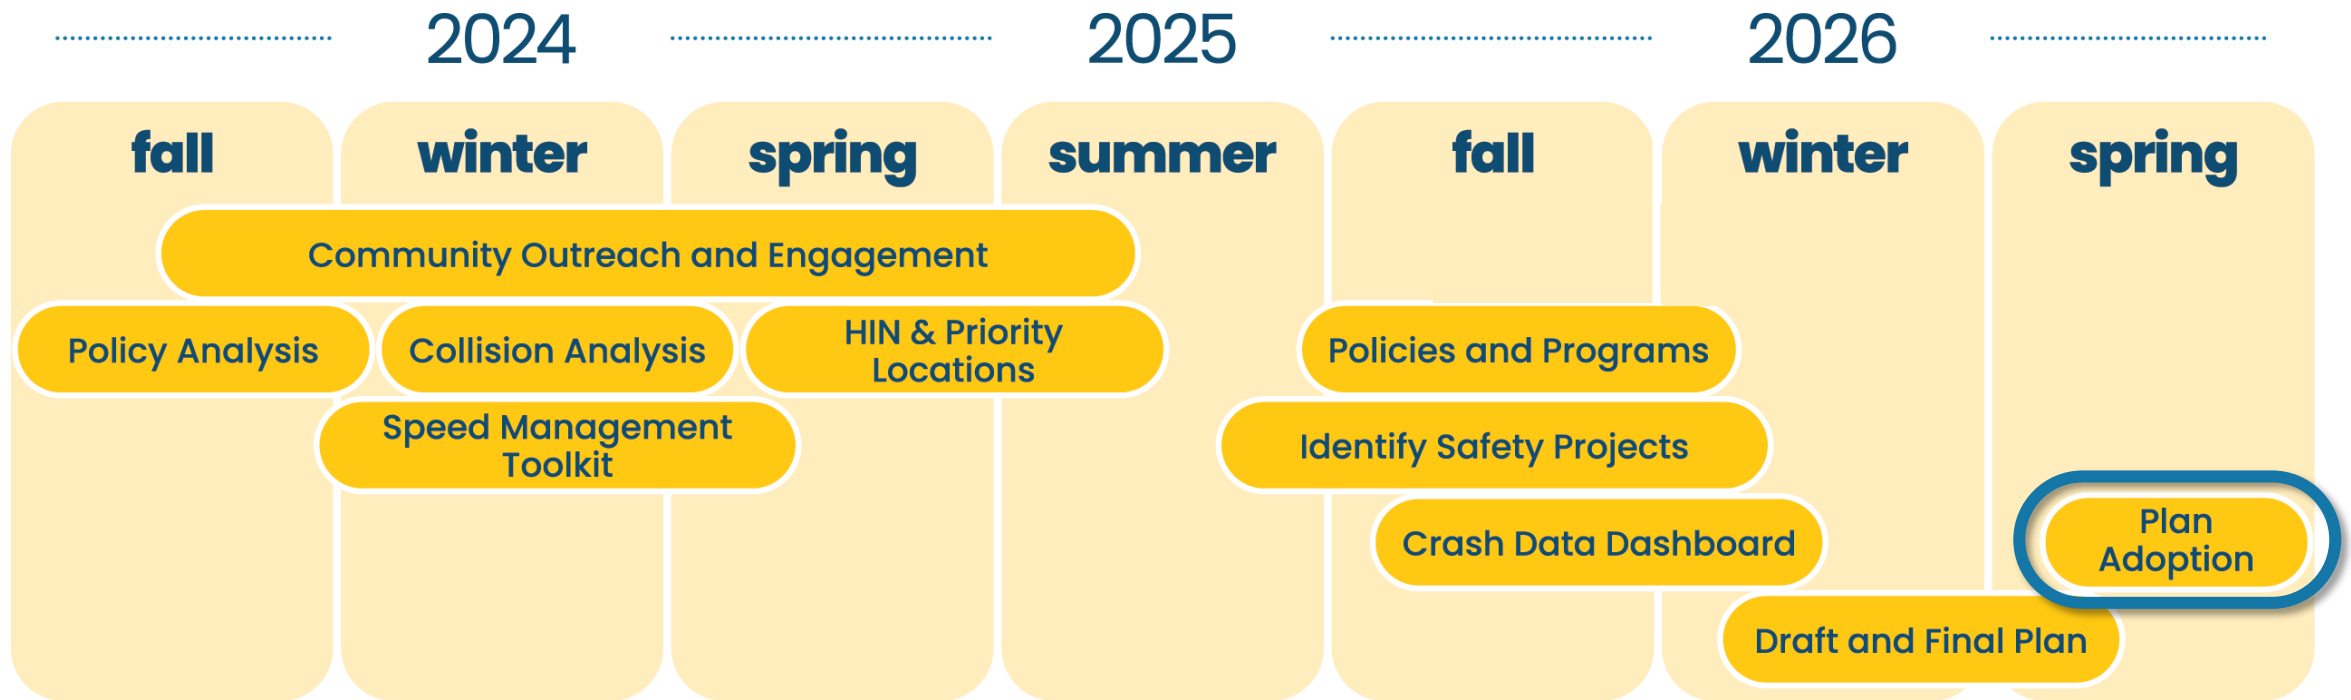 2024
2025
2026
fall
winter
spring
summer
fall
winter
spring
Community Outreach and Engagement
Policy Analysis
Collision Analysis
HIN & Priority
Locations
Policies and Programs
Speed Management
Toolkit
Identify Safety Projects
Crash Data Dashboard
Plan
Adoption
Draft and Final Plan